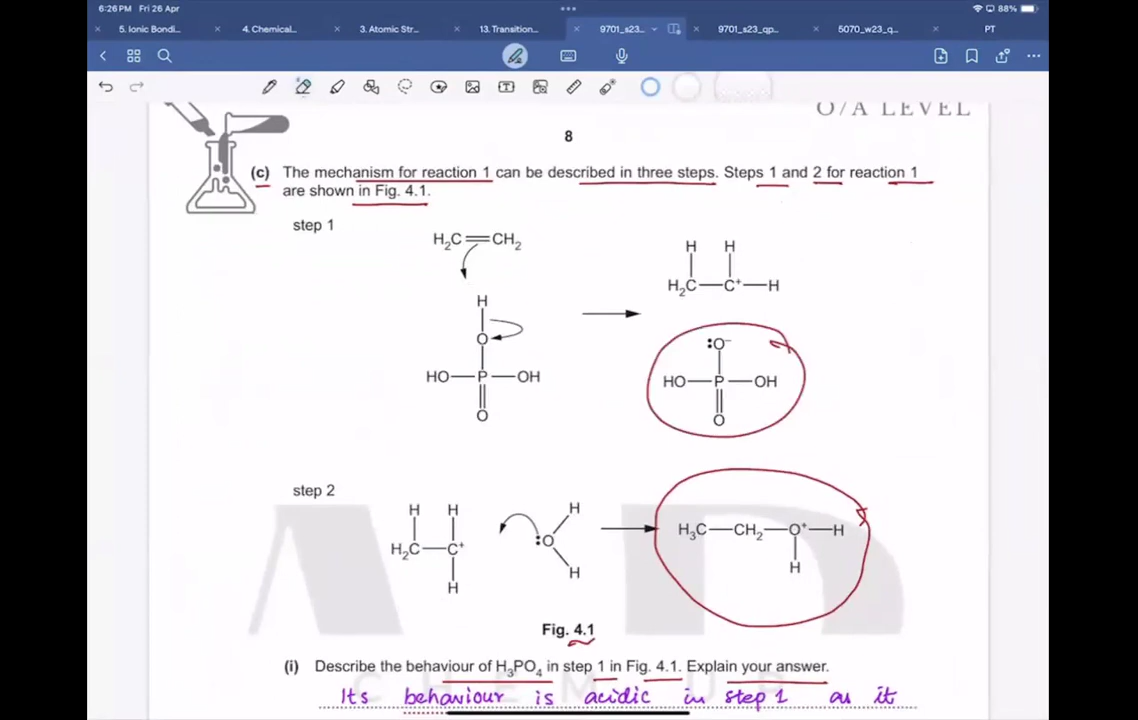 6:26 PM Fri 26 Apr
88%
5. Ionic Bondi...
4. Chemical...
3. Atomic Str...
13. Transition...
9701_s23...
9701_s23_qp...
5070_w23_q...
PT
O/A LEVEL
8
(c) The mechanism for reaction 1 can be described in three steps. Steps 1 and 2 for reaction 1
are shown in Fig. 4.1.
step 1
H₂C=CH₂
H
O
HO—P—OH
O
H H
H₂C—C⁺—H
:O⁻
HO—P—OH
O
step 2
H H
H₂C—C⁺
H
H
:O
H
H₃C—CH₂—O⁺—H
H
Fig. 4.1
(i) Describe the behaviour of H₃PO₄ in step 1 in Fig. 4.1. Explain your answer.
Its behaviour is acidic in step 1 as it